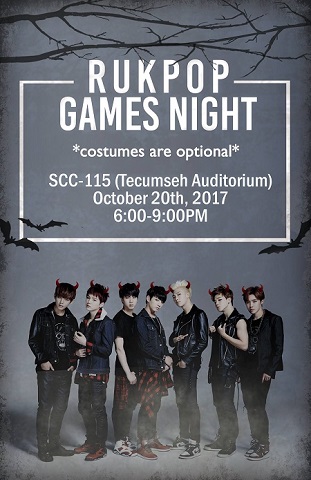 RUKPOP
GAMES NIGHT
*costumes are optional*
SCC-115 (Tecumseh Auditorium)
October 20th, 2017
6:00-9:00PM